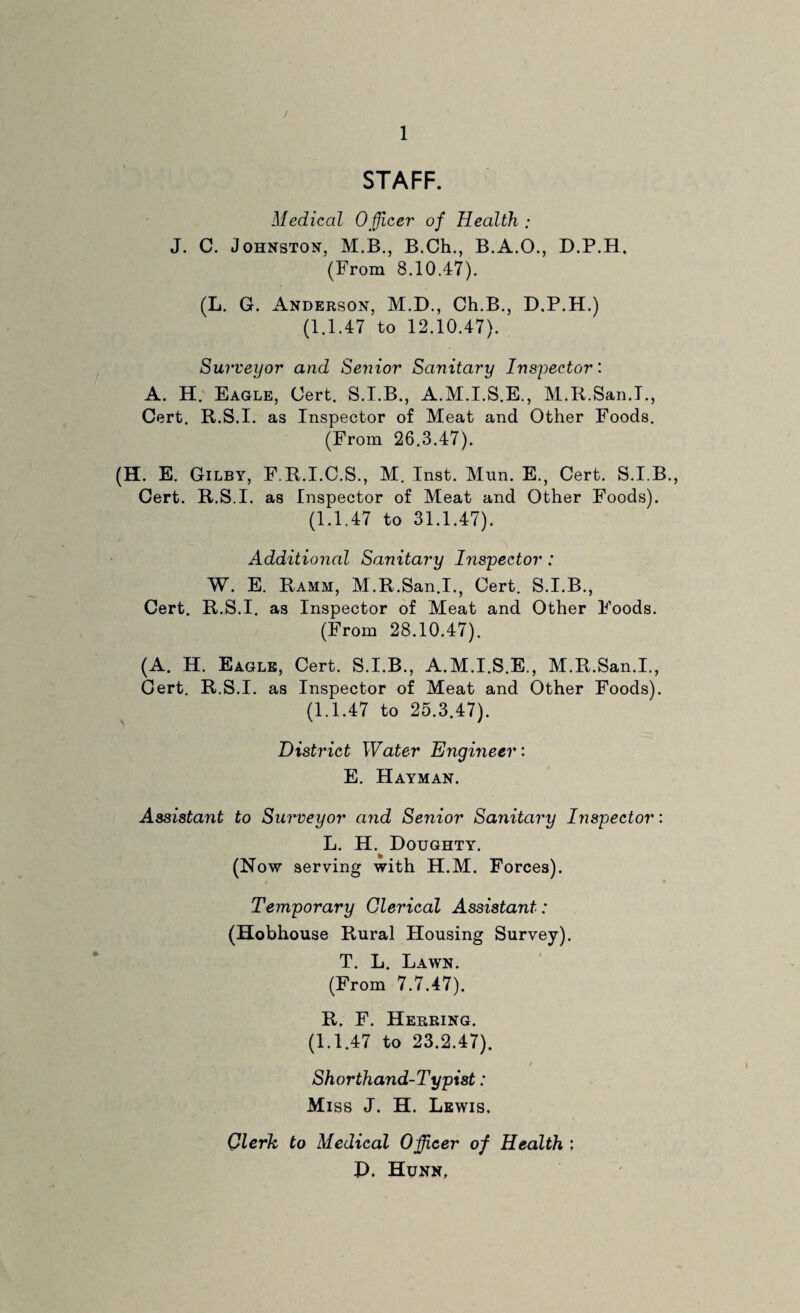 1
STAFF.
Medical Officer of Health :
J. C. Johnston, M.B., B.Ch., B.A.O., D.P.H.
(From 8.10.47).
(L. G. Anderson, M.D., Ch.B., D.P.H.)
(1.1.47 to 12.10.47).
Surveyor and Senior Sanitary Inspector:
A. H. Eagle, Cert. S.I.B., A.M.I.S.E., M.R.San.I.,
Cert. R.S.I. as Inspector of Meat and Other Foods.
(From 26.3.47).
(H. E. Gilby, F.R.I.C.S., M. Inst. Mun. E., Cert. S.I.B.,
Cert. R.S.I. as Inspector of Meat and Other Foods).
(1.1.47 to 31.1.47).
Additional Sanitary Inspector :
W. E. Ramm, M.R.San.I., Cert. S.I.B.,
Cert. R.S.I. as Inspector of Meat and Other Foods.
(From 28.10.47).
(A. H. Eagle, Cert. S.I.B., A.M.I.S.E., M.R.San.I.,
Cert. R.S.I. as Inspector of Meat and Other Foods).
(1.1.47 to 25.3.47).
District Water Engineer:
E. Hayman.
Assistant to Surveyor and Senior Sanitary Inspector:
L. H. Doughty.
(Now serving with H.M. Forces).
Temporary Clerical Assistant :
(Hobhouse Rural Housing Survey).
T. L. Lawn.
(From 7.7.47).
R. F. Herring.
(1.1.47 to 23.2.47).
Shorthand-Typist :
Miss J. H. Lewis.
Clerk to Medical Officer of Health :
D. Hunn,